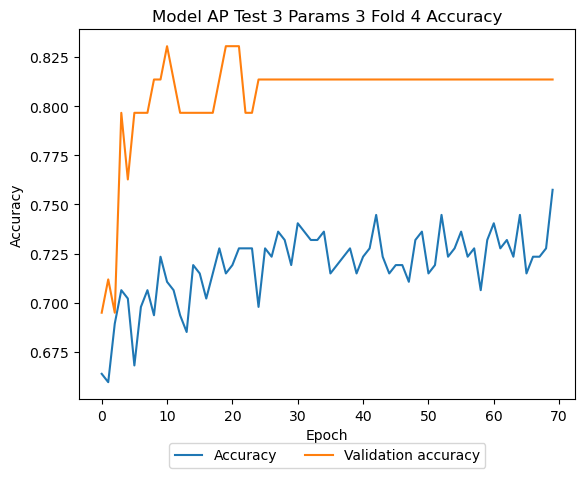 Model AP Test 3 Params 3 Fold 4 Accuracy
0.825
0.800
0.775
0.750
0.725
0.700
0.675
Accuracy
0 10 20 30 40 50 60 70
Epoch
Accuracy Validation accuracy